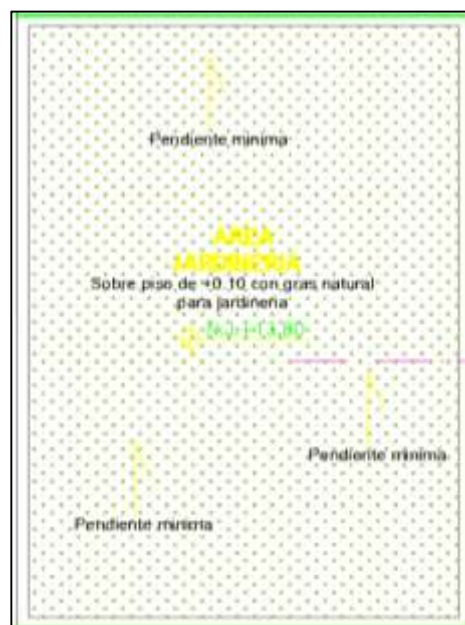 Pendiente minima
AREA
JARDINERIA
Sobre piso de +0.10 con gras natural
para jardineria
Pendiente minima
Pendiente minima